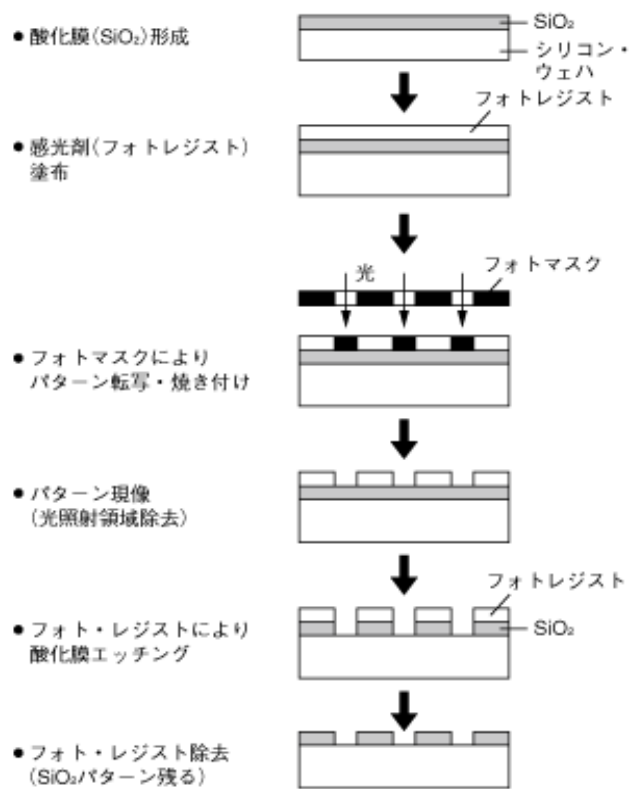 ● 酸化膜(SiO₂)形成
SiO₂
シリコン・
ウェハ
フォトレジスト
● 感光剤(フォトレジスト)
塗布
光
フォトマスク
● フォトマスクにより
パターン転写・焼き付け
● パターン現像
(光照射領域除去)
フォトレジスト
● フォト・レジストにより
酸化膜エッチング
SiO₂
● フォト・レジスト除去
(SiO₂パターン残る)